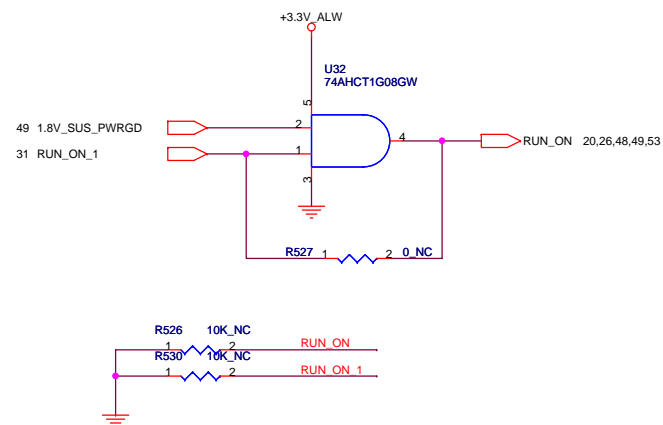 +3.3V_ALW
U32
74AHCT1G08GW
5
49 1.8V_SUS_PWRGD 2
4 RUN_ON 20,26,48,49,53
31 RUN_ON_1 1
3
R527 1 2 0_NC
R526 10K_NC
1 2 RUN_ON
R530 10K_NC
1 2 RUN_ON_1